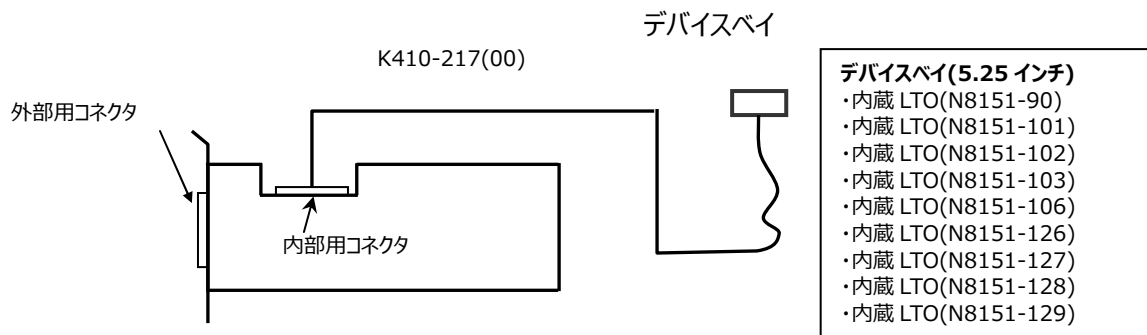 デバイスベイ
K410-217(00)
外部用コネクタ
内部用コネクタ
デバイスベイ(5.25 インチ)
・内蔵 LTO(N8151-90)
・内蔵 LTO(N8151-101)
・内蔵 LTO(N8151-102)
・内蔵 LTO(N8151-103)
・内蔵 LTO(N8151-106)
・内蔵 LTO(N8151-126)
・内蔵 LTO(N8151-127)
・内蔵 LTO(N8151-128)
・内蔵 LTO(N8151-129)